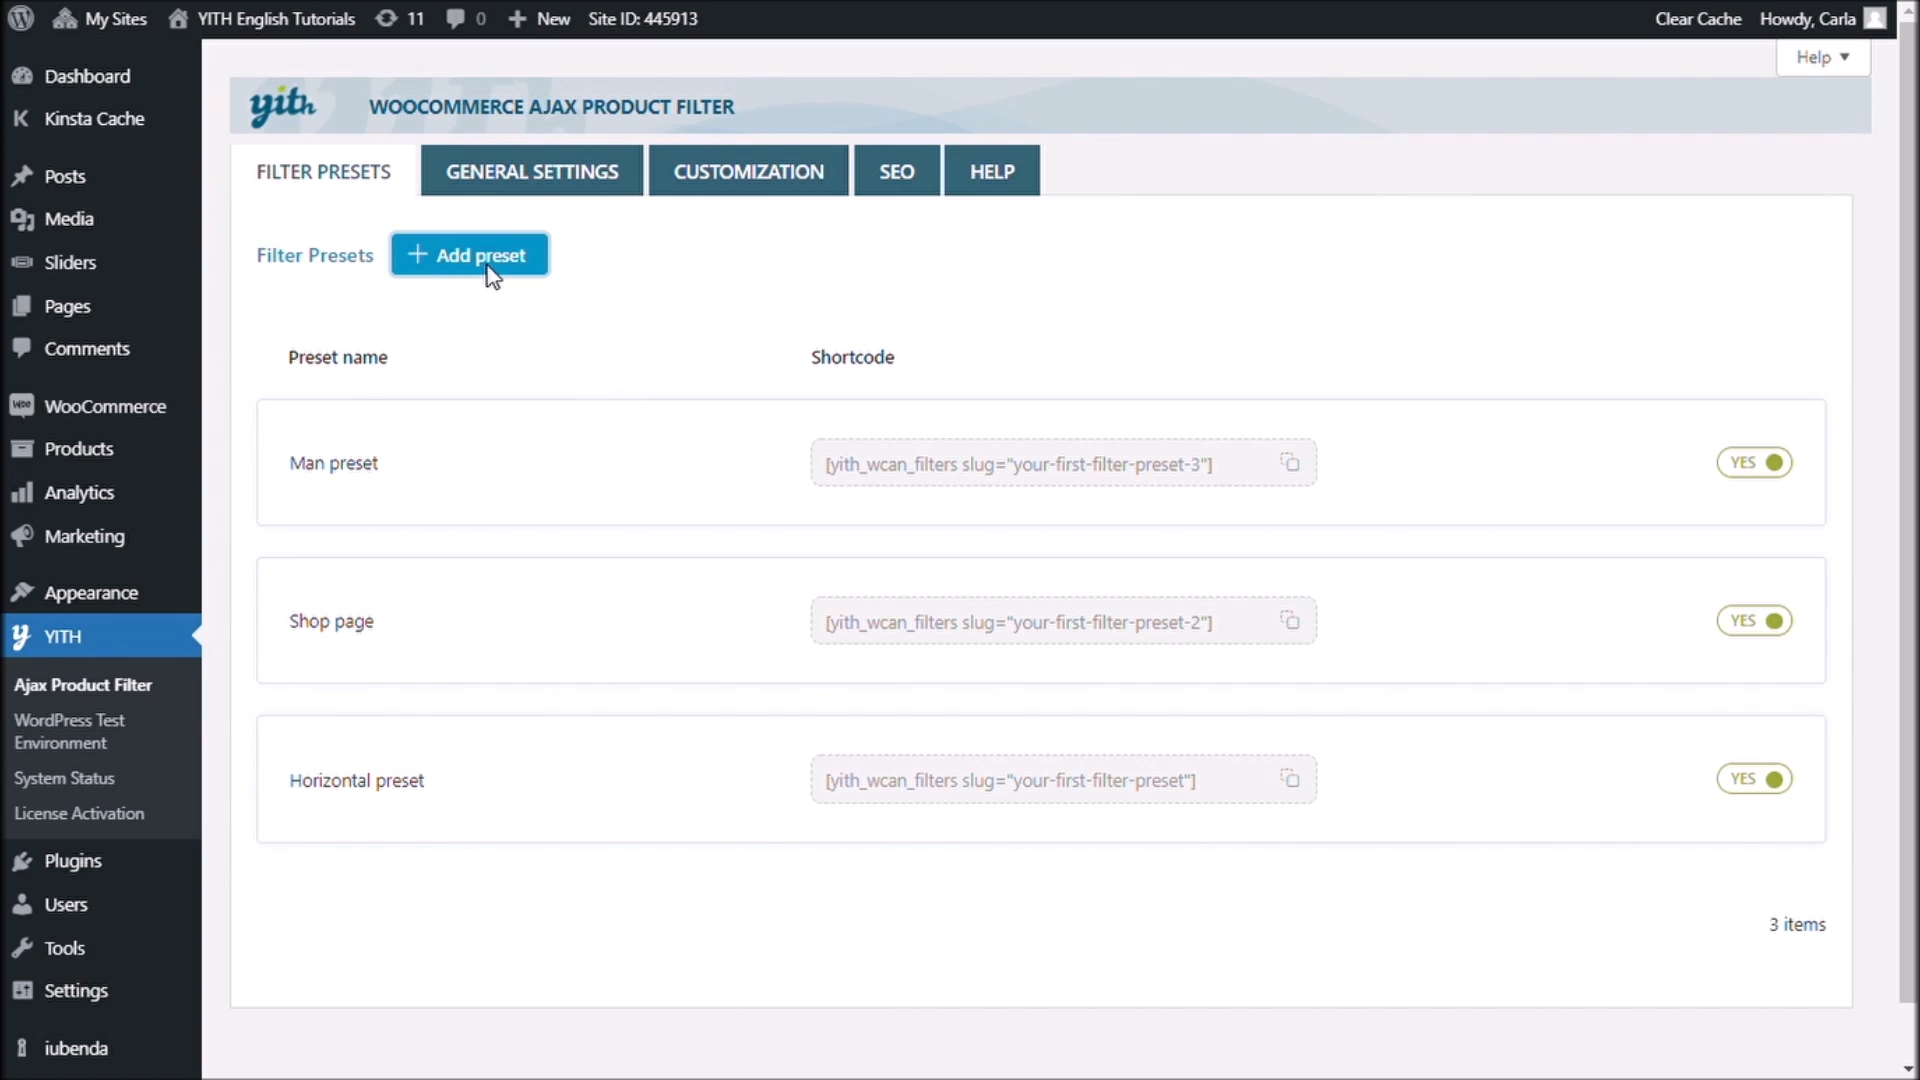 My Sites
YITH English Tutorials
11
0
New
Site ID: 445913
Clear Cache
Howdy, Carla
Help
Dashboard
Kinsta Cache
Posts
Media
Sliders
Pages
Comments
WooCommerce
Products
Analytics
Marketing
Appearance
YITH
Ajax Product Filter
WordPress Test
Environment
System Status
License Activation
Plugins
Users
Tools
Settings
iubenda
yith
WOOCOMMERCE AJAX PRODUCT FILTER
FILTER PRESETS
GENERAL SETTINGS
CUSTOMIZATION
SEO
HELP
Filter Presets
Add preset
Preset name
Shortcode
Man preset
[yith_wcan_filters slug="your-first-filter-preset-3"]
YES
Shop page
[yith_wcan_filters slug="your-first-filter-preset-2"]
YES
Horizontal preset
[yith_wcan_filters slug="your-first-filter-preset"]
YES
3 items